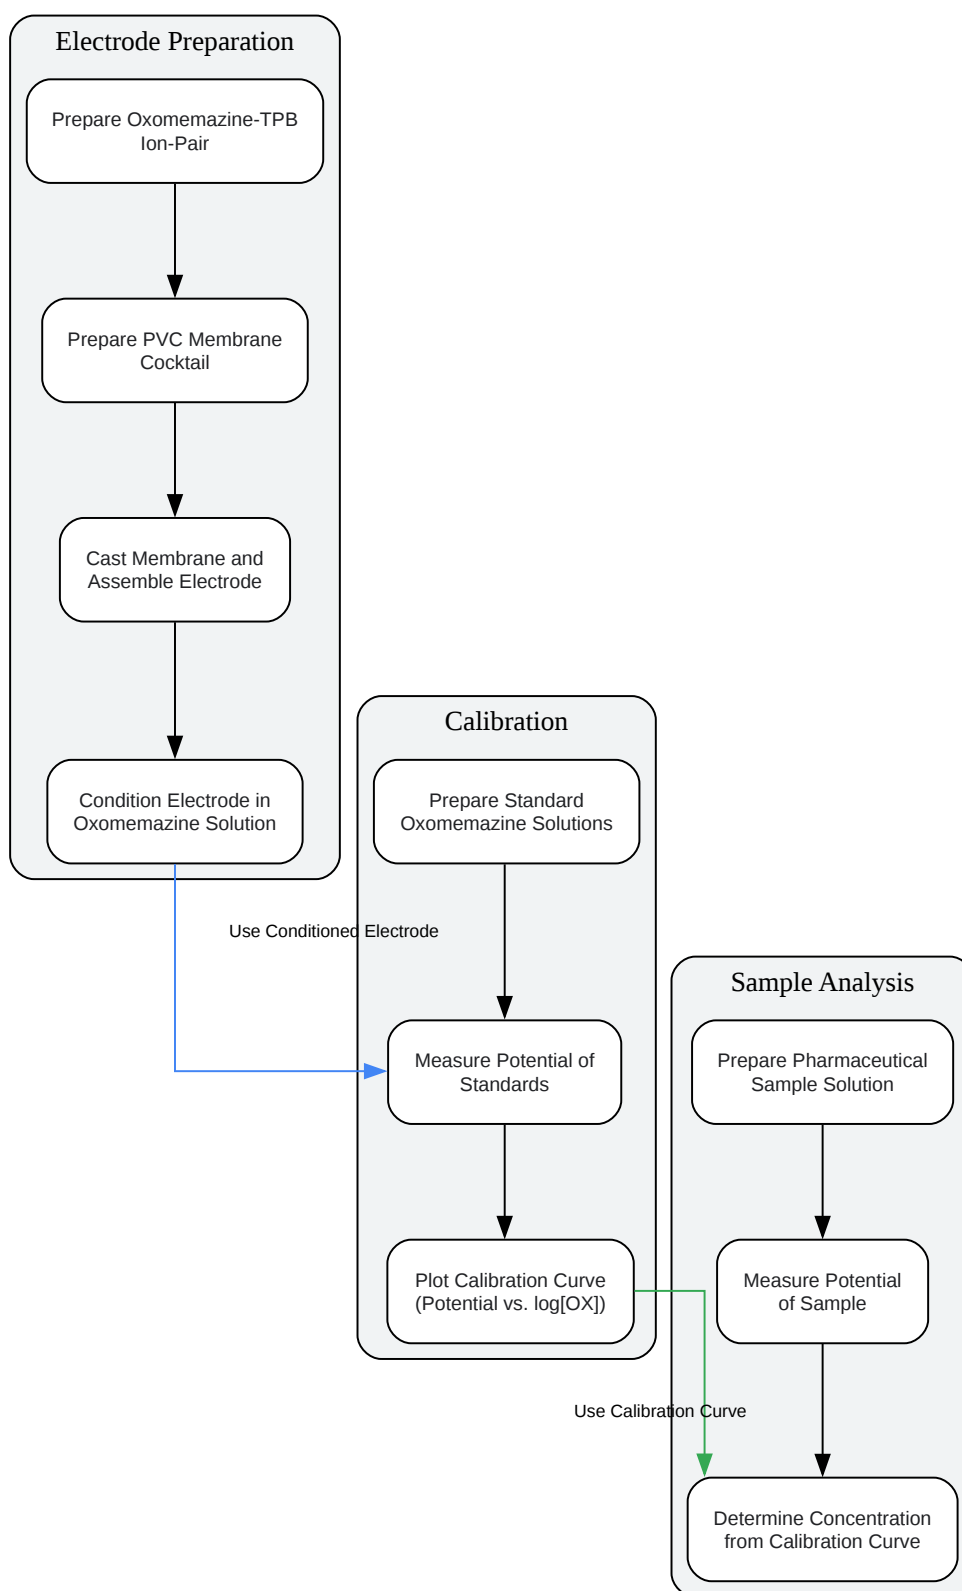 Electrode Preparation
Prepare Oxomemazine-TPB
Ion-Pair
Prepare PVC Membrane
Cocktail
Cast Membrane and
Assemble Electrode
Condition Electrode in
Oxomemazine Solution
Use Conditioned Electrode
Calibration
Prepare Standard
Oxomemazine Solutions
Measure Potential of
Standards
Plot Calibration Curve
(Potential vs. log[OX])
Use Calibration Curve
Sample Analysis
Prepare Pharmaceutical
Sample Solution
Measure Potential
of Sample
Determine Concentration
from Calibration Curve